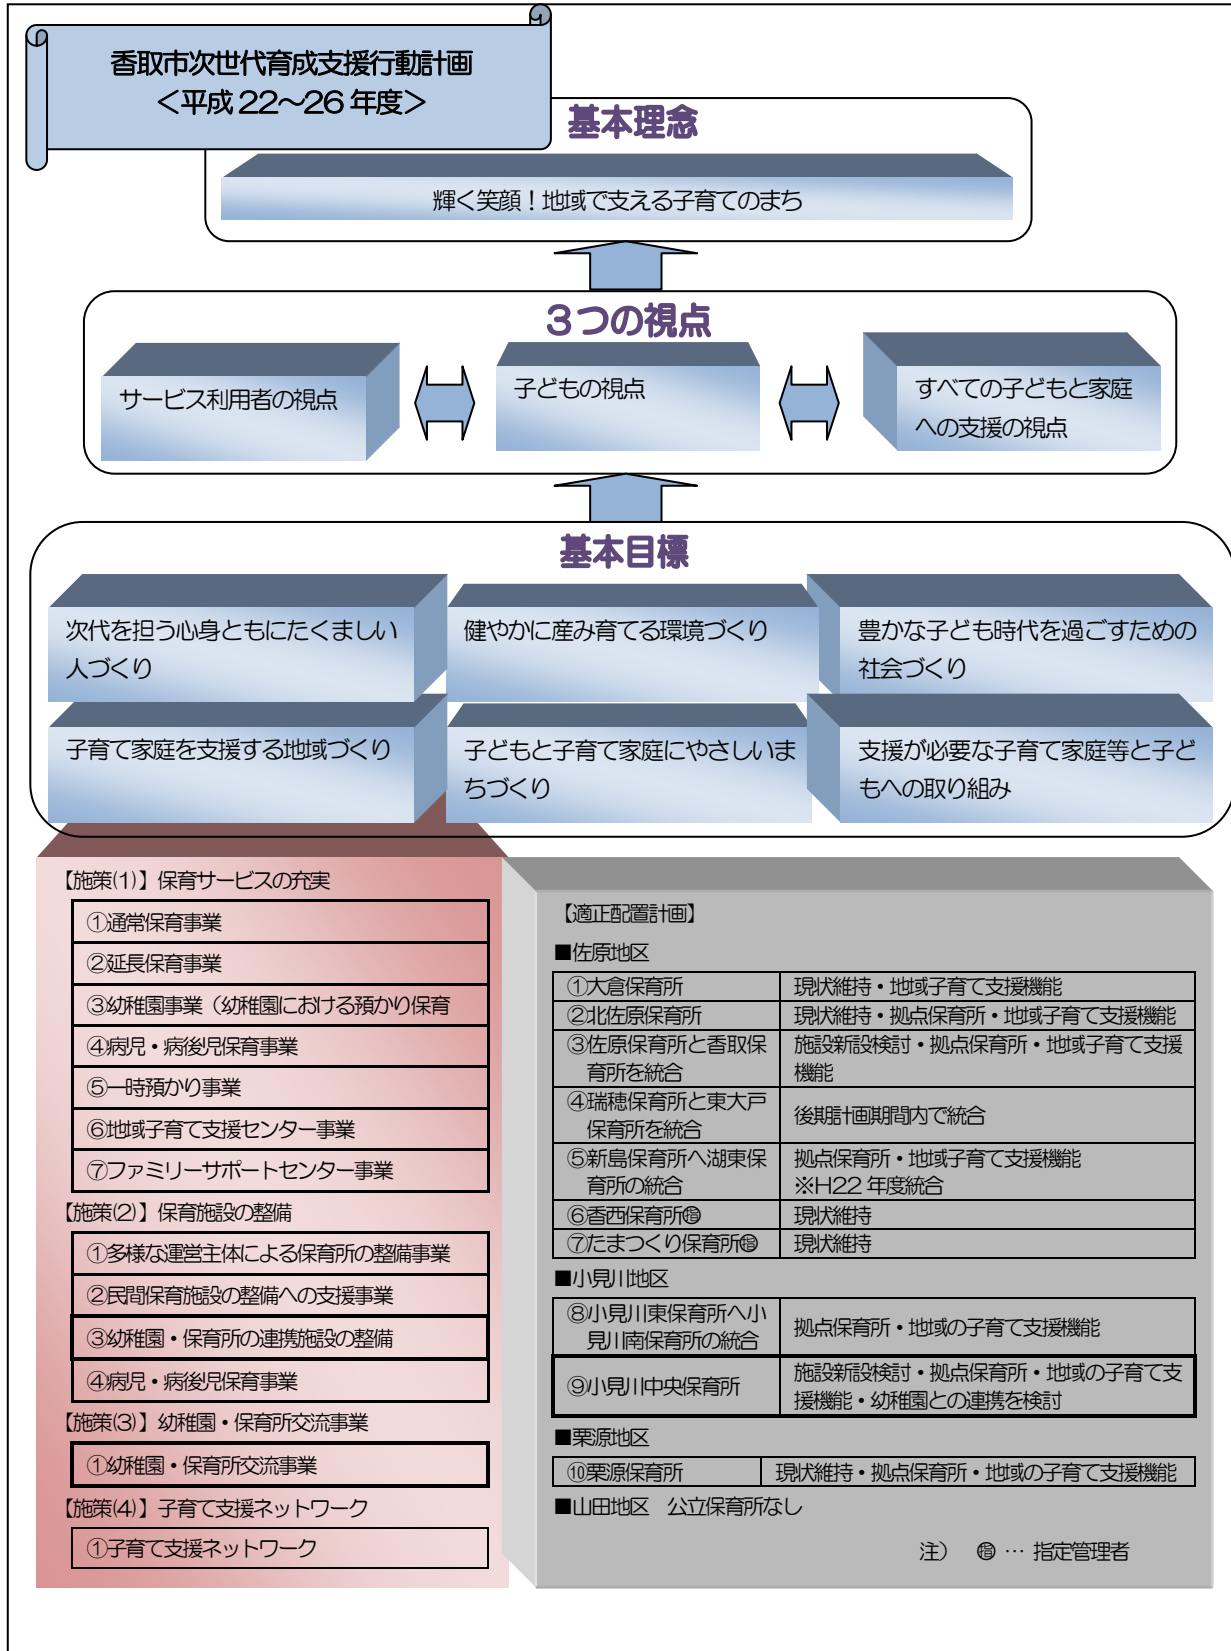 香取市次世代育成支援行動計画
＜平成22～26年度＞
基本理念
輝く笑顔！地域で支える子育てのまち
３つの視点
サービス利用者の視点
子どもの視点
すべての子どもと家庭
への支援の視点
基本目標
次代を担う心身ともにたくましい
人づくり
健やかに産み育てる環境づくり
豊かな子ども時代を過ごすための
社会づくり
子育て家庭を支援する地域づくり
子どもと子育て家庭にやさしいま
ちづくり
支援が必要な子育て家庭等と子ど
もへの取り組み
【施策(1)】保育サービスの充実
①通常保育事業
②延長保育事業
③幼稚園事業（幼稚園における預かり保育
④病児・病後児保育事業
⑤一時預かり事業
⑥地域子育て支援センター事業
⑦ファミリーサポートセンター事業
【施策(2)】保育施設の整備
①多様な運営主体による保育所の整備事業
②民間保育施設の整備への支援事業
③幼稚園・保育所の連携施設の整備
④病児・病後児保育事業
【施策(3)】幼稚園・保育所交流事業
①幼稚園・保育所交流事業
【施策(4)】子育て支援ネットワーク
①子育て支援ネットワーク
【適正配置計画】
■佐原地区
①大倉保育所
現状維持・地域子育て支援機能
②北佐原保育所
現状維持・拠点保育所・地域子育て支援機能
③佐原保育所と香取保
育所を統合
施設新設検討・拠点保育所・地域子育て支援
機能
④瑞穂保育所と東大戸
保育所を統合
後期計画期間内で統合
⑤新島保育所へ湖東保
育所の統合
拠点保育所・地域子育て支援機能
※H22年度統合
⑥香西保育所㊞
現状維持
⑦たまつくり保育所㊞
現状維持
■小見川地区
⑧小見川東保育所へ小
見川南保育所の統合
拠点保育所・地域の子育て支援機能
⑨小見川中央保育所
施設新設検討・拠点保育所・地域の子育て支
援機能・幼稚園との連携を検討
■栗源地区
⑩栗源保育所
現状維持・拠点保育所・地域の子育て支援機能
■山田地区　公立保育所なし
注）　指 … 指定管理者